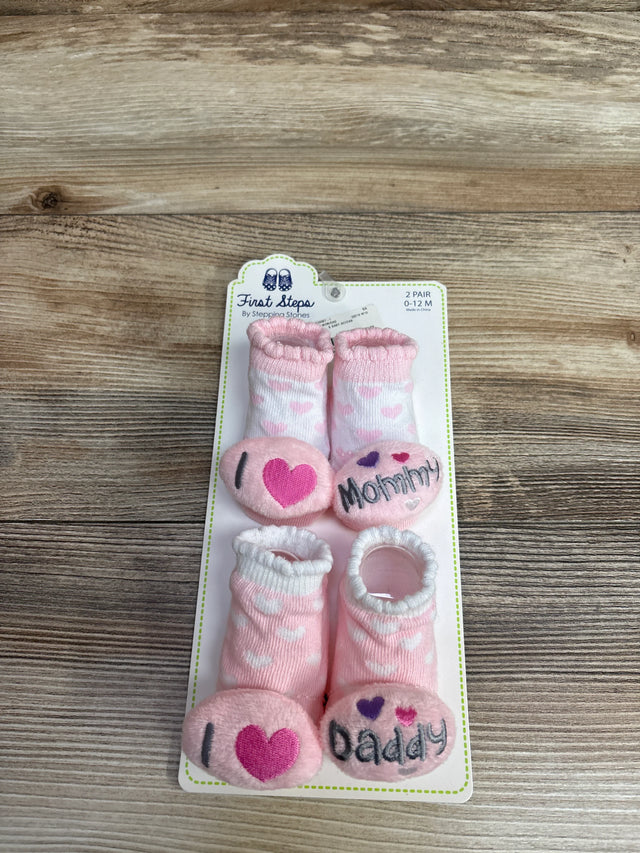 First Steps
By Stepping Stones
2 PAIR
0-12 M
Made in China
I
Mommy
I
Daddy